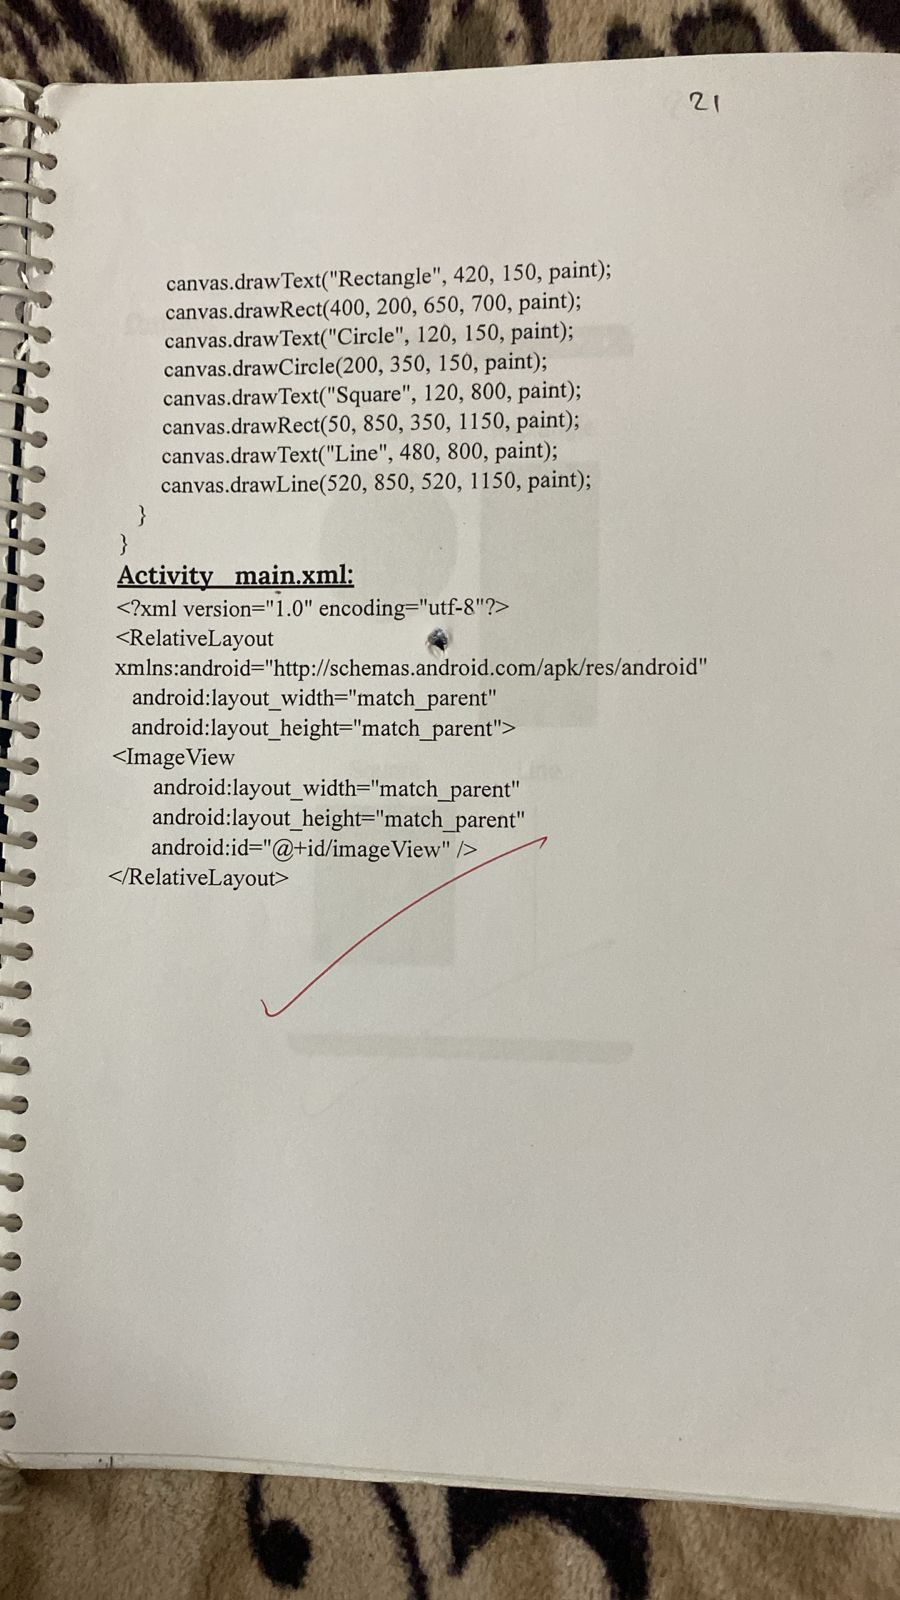 21
canvas.drawText("Rectangle", 420, 150, paint);
canvas.drawRect(400, 200, 650, 700, paint);
canvas.drawText("Circle", 120, 150, paint);
canvas.drawCircle(200, 350, 150, paint);
canvas.drawText("Square", 120, 800, paint);
canvas.drawRect(50, 850, 350, 1150, paint);
canvas.drawText("Line", 480, 800, paint);
canvas.drawLine(520, 850, 520, 1150, paint);
}
}
Activity_main.xml:
<?xml version="1.0" encoding="utf-8"?>
<RelativeLayout
xmlns:android="http://schemas.android.com/apk/res/android"
android:layout_width="match_parent"
android:layout_height="match_parent">
<ImageView
android:layout_width="match_parent"
android:layout_height="match_parent"
android:id="@+id/imageView" />
</RelativeLayout>